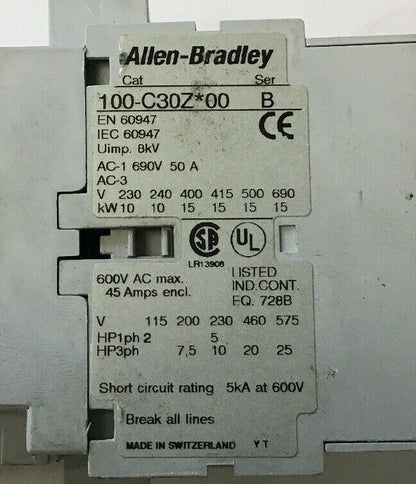 Allen-Bradley
Cat Ser
100-C30Z*00 B
EN 60947
IEC 60947
Uimp. 8kV
CE
AC-1 690V 50 A
AC-3
V 230 240 400 415 500 690
kW 10 10 15 15 15 15
SP UL
LR13908
600V AC max. LISTED
45 Amps encl. IND.CONT.
EQ. 728B
V 115 200 230 460 575
HP1ph 2 5
HP3ph 7,5 10 20 25
Short circuit rating 5kA at 600V
Break all lines
MADE IN SWITZERLAND Y T